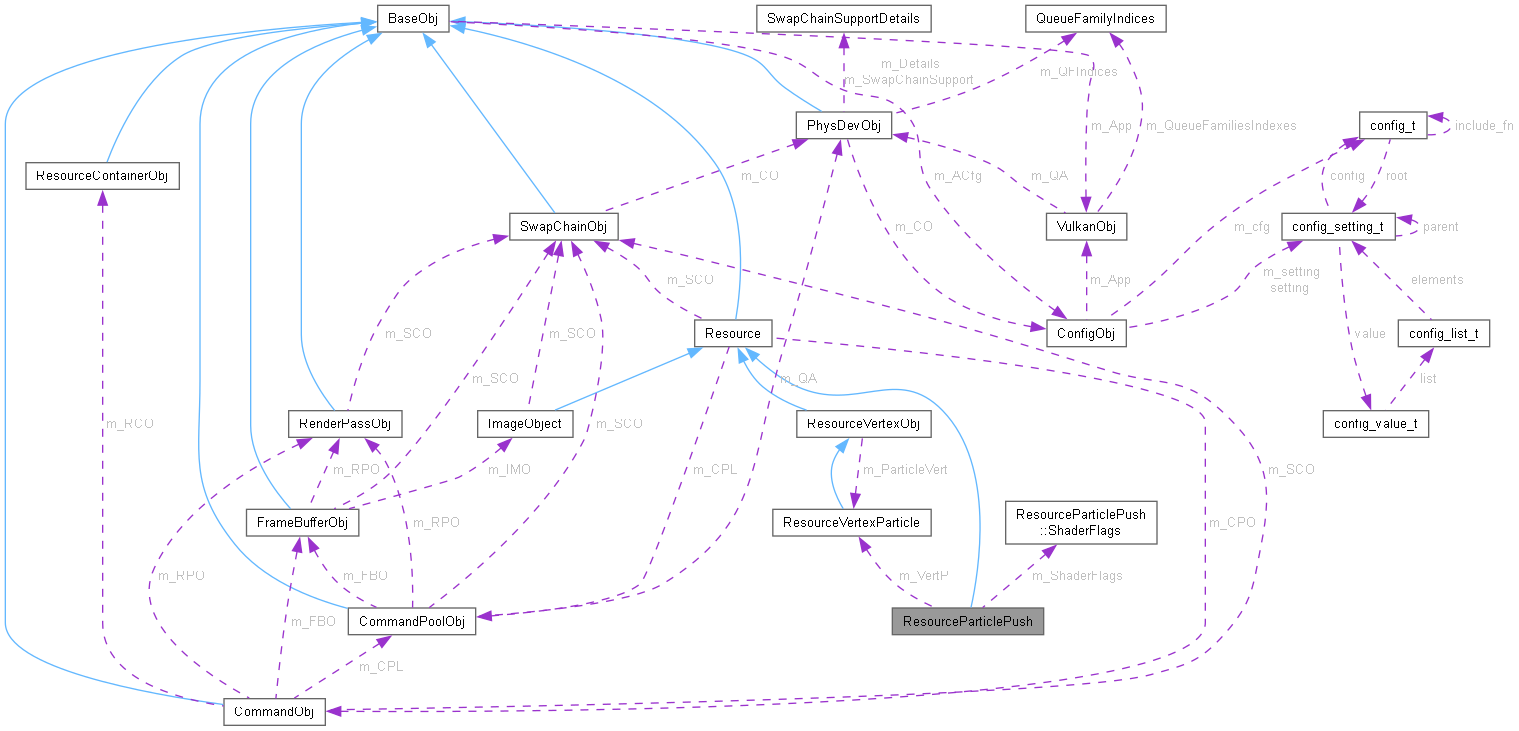 BaseObj
SwapChainSupportDetails
QueueFamilyIndices
m_Details
m_SwapChainSupport
m_QFIndices
PhysDevObj
m_App
m_QueueFamiliesIndexes
config_t
include_fn
ResourceContainerObj
m_CO
m_ACfg
m_QA
config
root
SwapChainObj
m_CO
VulkanObj
m_cfg
config_setting_t
parent
m_SCO
m_App
m_setting
setting
elements
m_SCO
m_SCO
Resource
ConfigObj
value
config_list_t
m_SCO
m_QA
list
RenderPassObj
ImageObject
m_SCO
ResourceVertexObj
config_value_t
m_RCO
m_RPO
m_IMO
m_CPL
m_ParticleVert
m_SCO
FrameBufferObj
m_RPO
ResourceVertexParticle
ResourceParticlePush
::ShaderFlags
m_CPO
m_RPO
m_FBO
m_VertP
m_ShaderFlags
m_FBO
CommandPoolObj
ResourceParticlePush
m_CPL
CommandObj